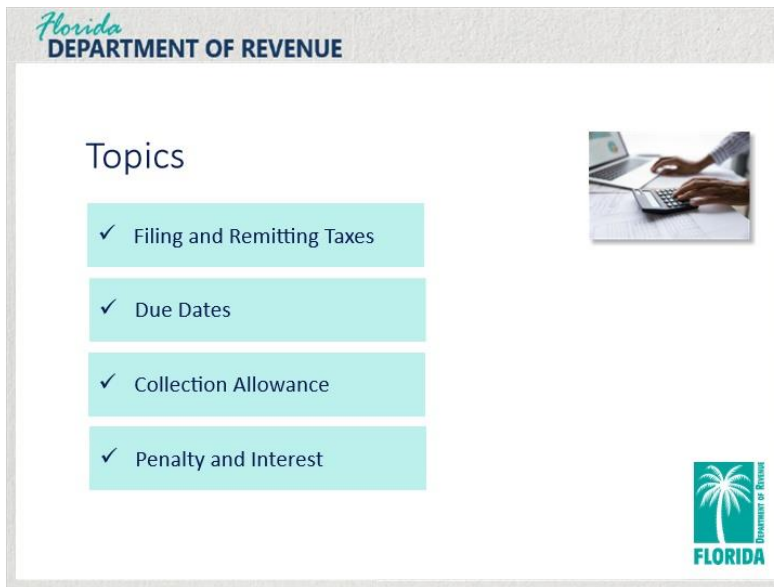 Florida
DEPARTMENT OF REVENUE
Topics
✓ Filing and Remitting Taxes
✓ Due Dates
✓ Collection Allowance
✓ Penalty and Interest
DEPARTMENT OF REVENUE
FLORIDA